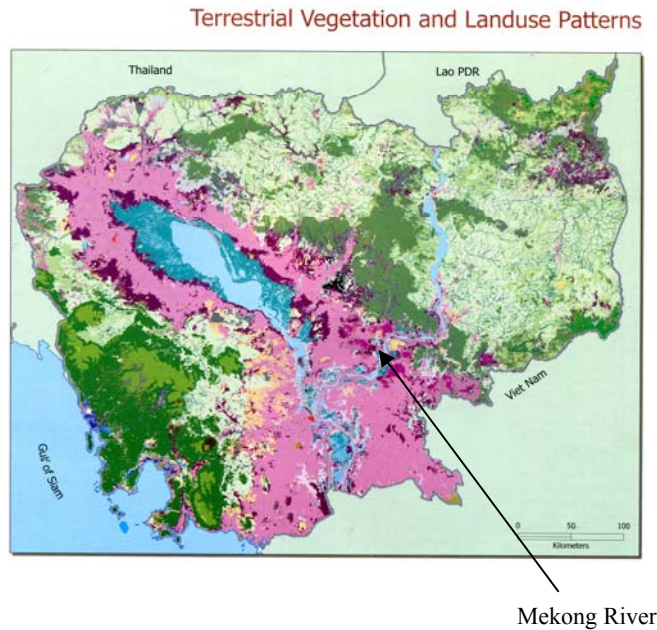 Terrestrial Vegetation and Landuse Patterns
Thailand
Lao PDR
Viet Nam
Gulf of Siam
0 50 100
Kilometers
Mekong River